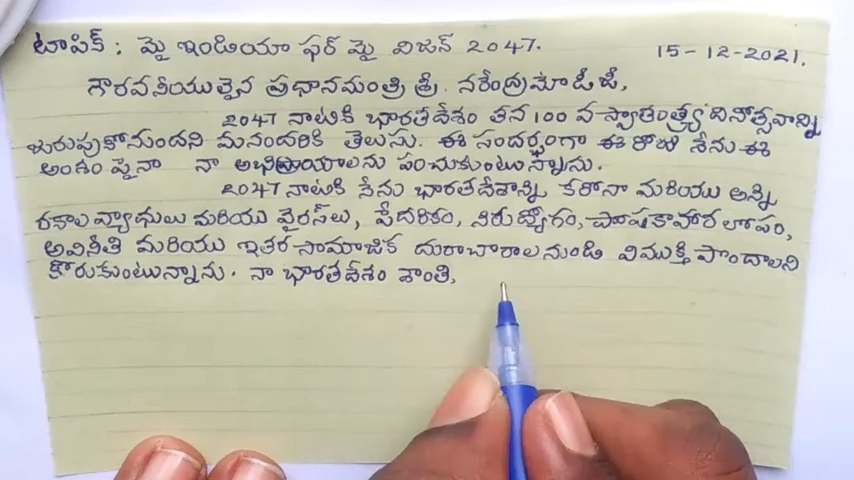 టాపిక్ : మై ఇండియా ఫర్ మై విజన్ 2047. 15-12-2021.
గౌరవనీయులైన ప్రధానమంత్రి శ్రీ. నరేంద్రమోడీజీ,
2047 నాటికి భారతదేశం తన 100 వ స్వాతంత్ర్య దినోత్సవాన్ని
జరుపుకోనుందని మనందరికి తెలుసు. ఈ సందర్భంగా ఈ రోజు నేను ఈ
అంశం పైనా నా అభిప్రాయాలను పంచుకుంటున్నాను.
2047 నాటికి నేను భారతదేశాన్ని కరోనా మరియు అన్ని
రకాల వ్యాధులు మరియు వైరస్‌లు, పేదరికం, నిరుద్యోగం, పోషకాహార లోపం,
అవినీతి మరియు ఇతర సామాజిక దురాచారాల నుండి విముక్తి పొందాలని
కోరుకుంటున్నాను. నా భారతదేశం శాంతి,